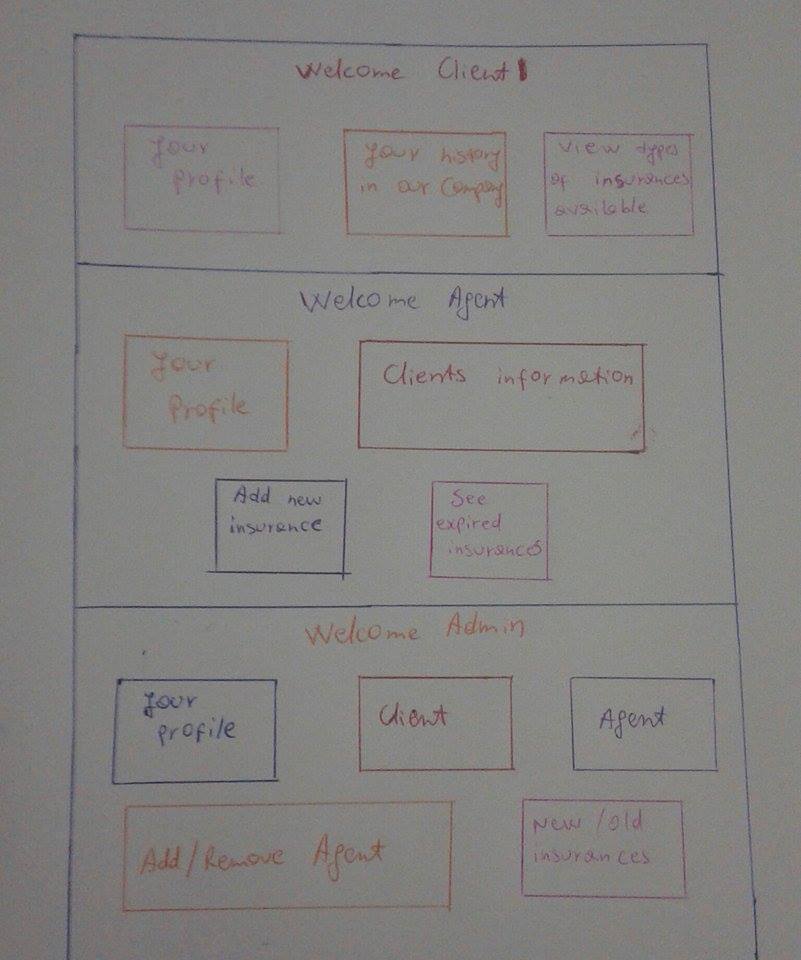 Welcome Client
Your
profile
Your history
in our Company
View types
of insurances
available
Welcome Agent
Your
Profile
Clients information
Add new
insurance
See
expired
insurances
Welcome Admin
Your
profile
Client
Agent
Add/Remove Agent
New/old
insurances